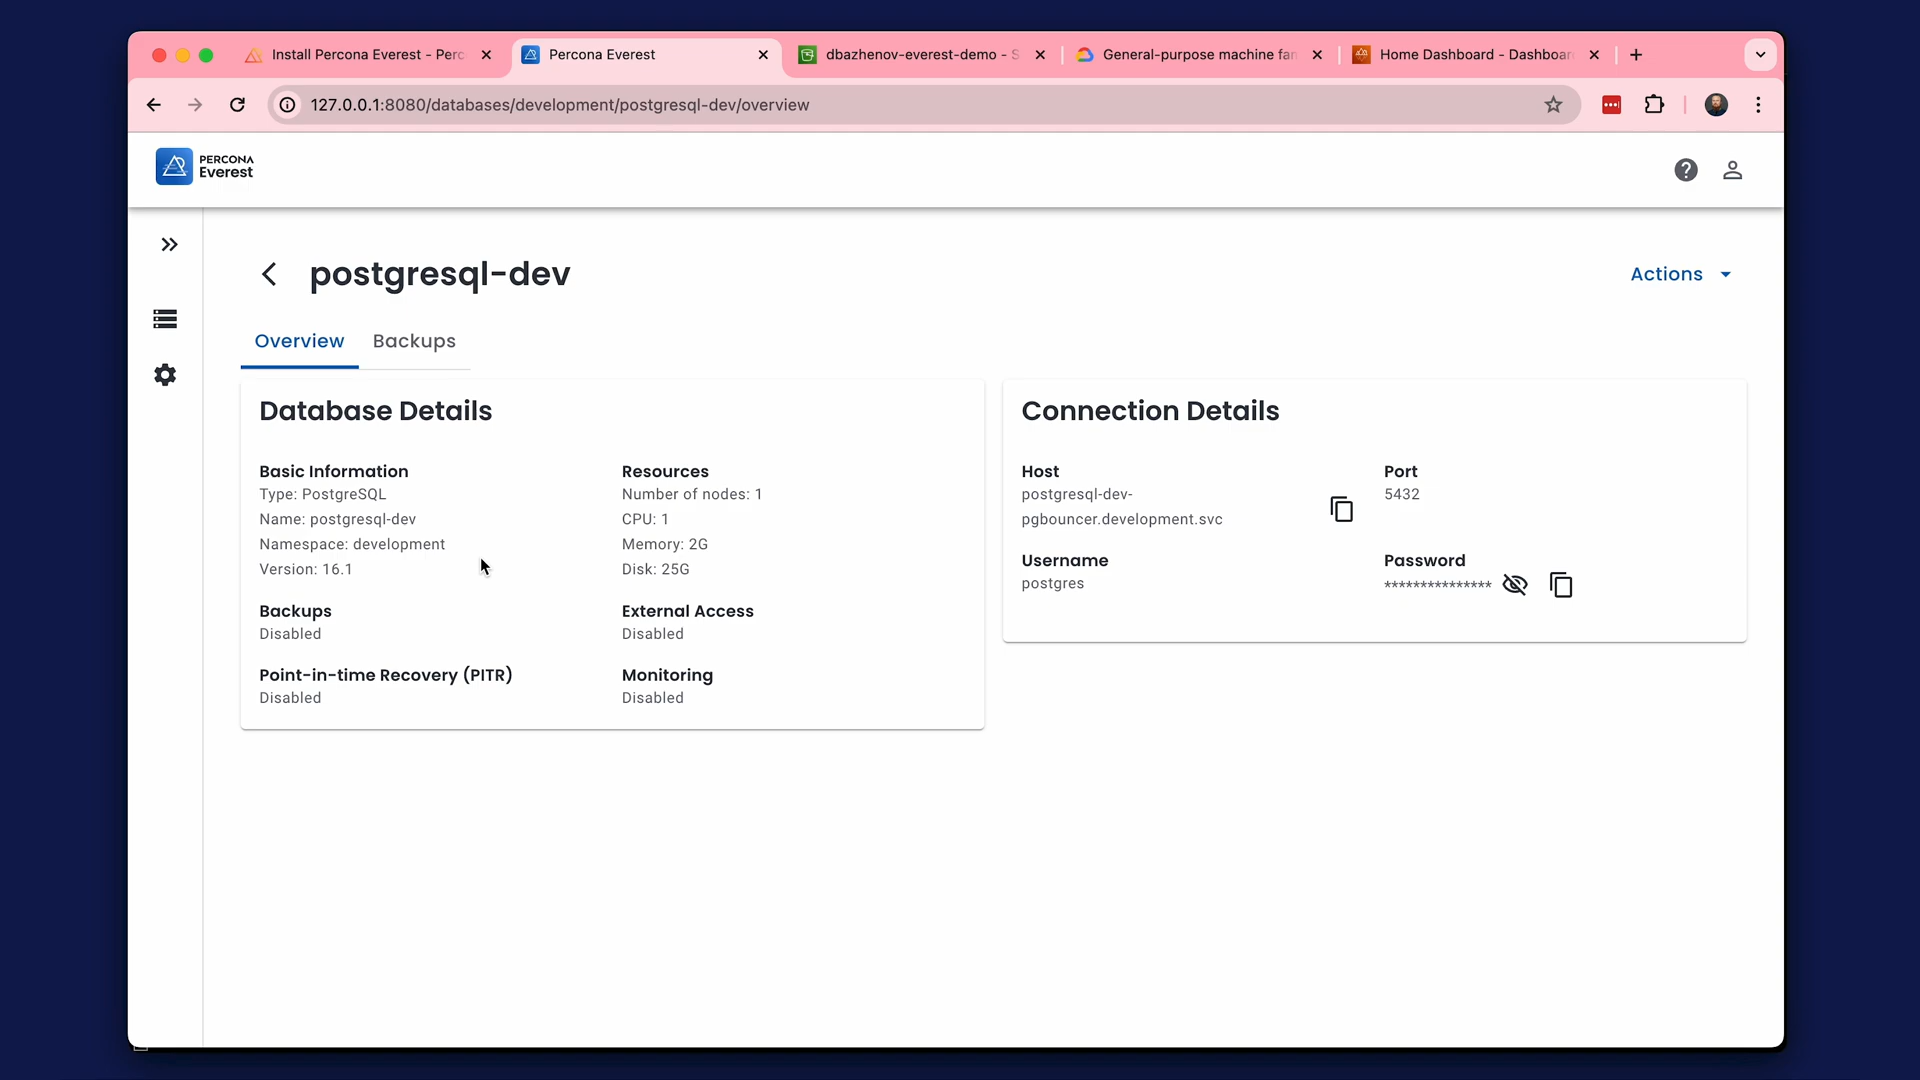 Install Percona Everest - Perc
Percona Everest
dbazhenov-everest-demo - S
General-purpose machine fan
Home Dashboard - Dashboar
127.0.0.1:8080/databases/development/postgresql-dev/overview
PERCONA
Everest
postgresql-dev
Actions
Overview
Backups
Database Details
Basic Information
Type: PostgreSQL
Name: postgresql-dev
Namespace: development
Version: 16.1
Resources
Number of nodes: 1
CPU: 1
Memory: 2G
Disk: 25G
Backups
Disabled
External Access
Disabled
Point-in-time Recovery (PITR)
Disabled
Monitoring
Disabled
Connection Details
Host
postgresql-dev-
pgbouncer.development.svc
Port
5432
Username
postgres
Password
***************